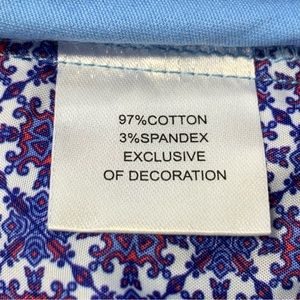 97%COTTON
3%SPANDEX
EXCLUSIVE
OF DECORATION